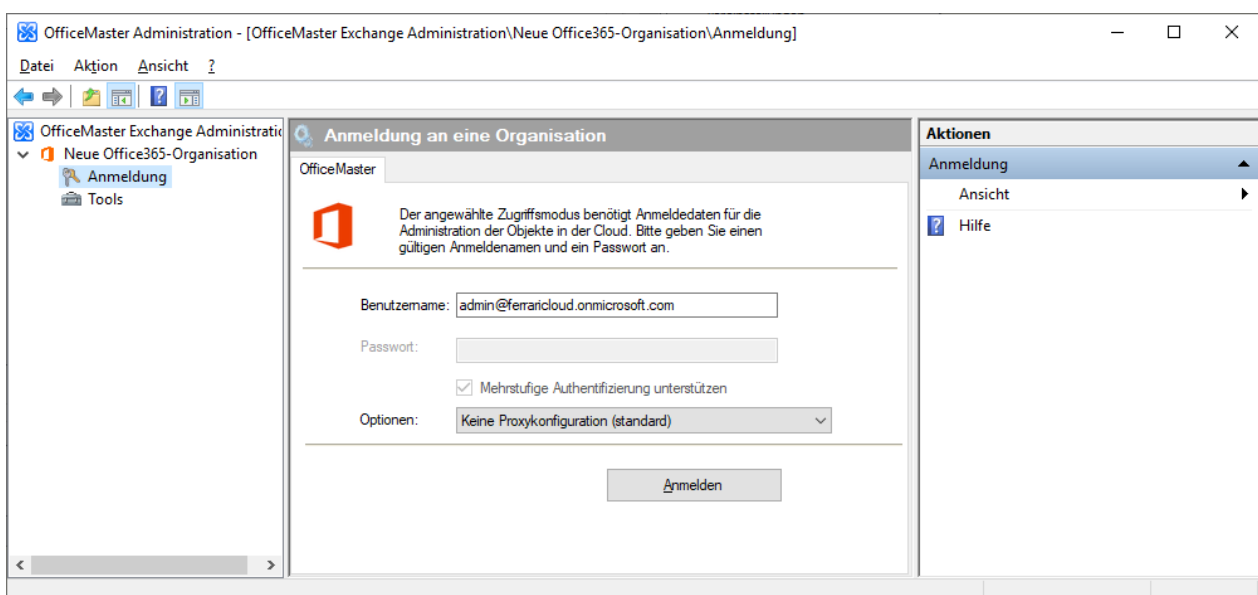 OfficeMaster Administration - [OfficeMaster Exchange Administration\Neue Office365-Organisation\Anmeldung]
Datei Aktion Ansicht ?
OfficeMaster Exchange Administratio
Neue Office365-Organisation
Anmeldung
Tools
Anmeldung an eine Organisation
OfficeMaster
Der angewählte Zugriffsmodus benötigt Anmeldedaten für die
Administration der Objekte in der Cloud. Bitte geben Sie einen
gültigen Anmeldenamen und ein Passwort an.
Benutzername: admin@ferraricloud.onmicrosoft.com
Passwort:
Mehrstufige Authentifizierung unterstützen
Optionen: Keine Proxykonfiguration (standard)
Anmelden
Aktionen
Anmeldung
Ansicht
Hilfe